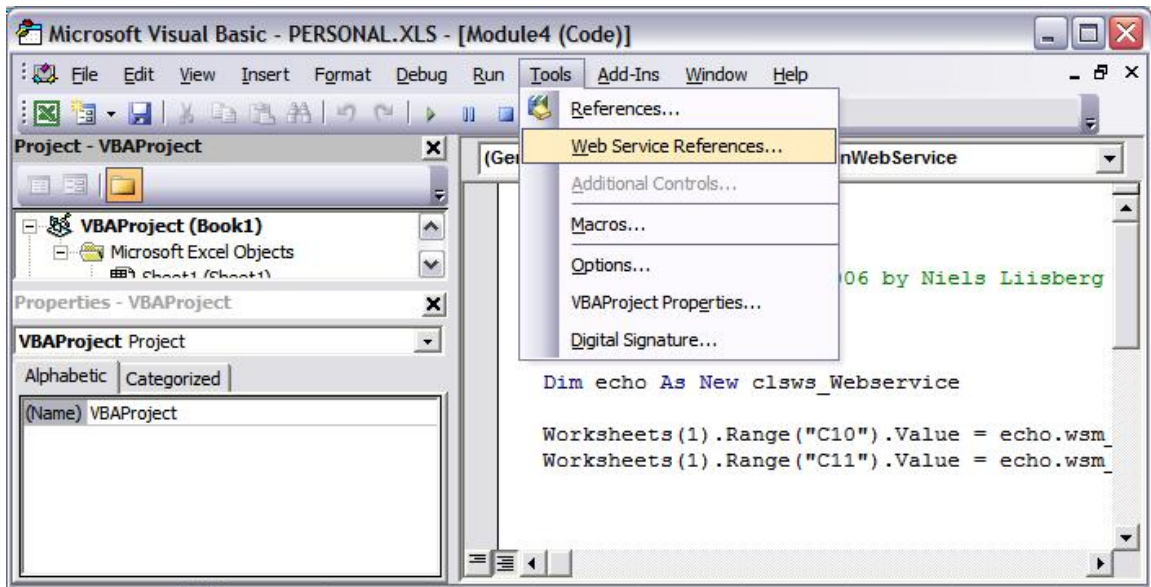 Microsoft Visual Basic - PERSONAL.XLS - [Module4 (Code)]
File Edit View Insert Format Debug Run Tools Add-Ins Window Help
References...
Web Service References...
Additional Controls...
Macros...
Options...
VBAProject Properties...
Digital Signature...
Project - VBAProject
VBAProject (Book1)
Microsoft Excel Objects
Sheet1 (Sheet1)
Properties - VBAProject
VBAProject Project
Alphabetic Categorized
(Name) VBAProject
(Ge
nWebService
06 by Niels Liisberg
Dim echo As New clsws_Webservice
Worksheets(1).Range("C10").Value = echo.wsm_
Worksheets(1).Range("C11").Value = echo.wsm_